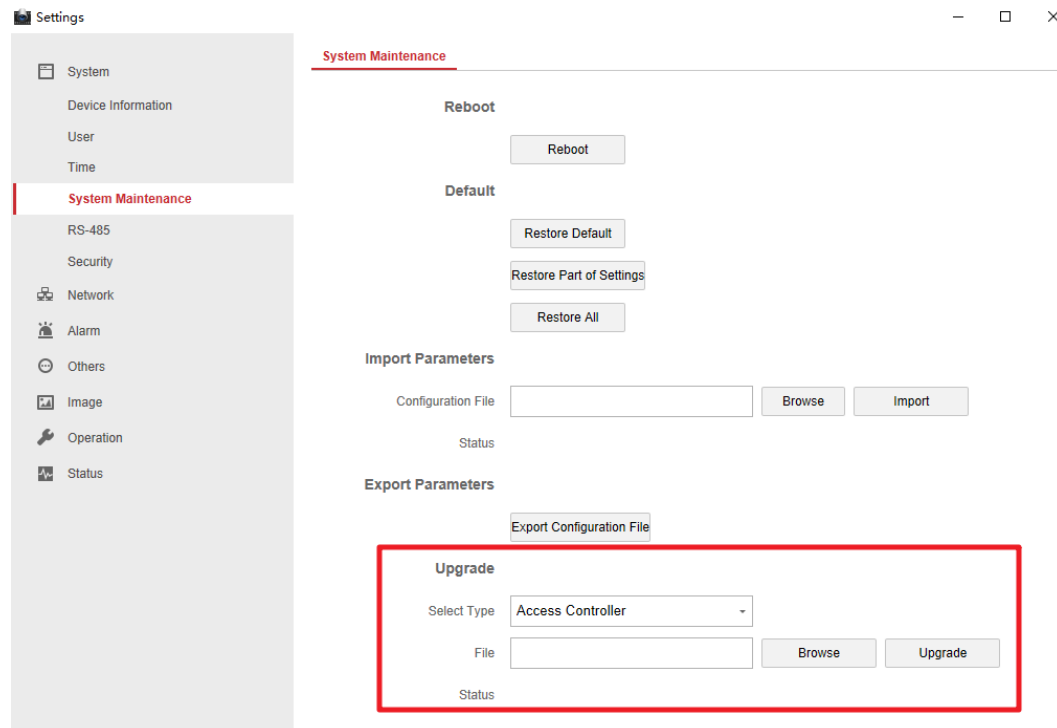 Settings
System
Device Information
User
Time
System Maintenance
RS-485
Security
Network
Alarm
Others
Image
Operation
Status
System Maintenance
Reboot
Reboot
Default
Restore Default
Restore Part of Settings
Restore All
Import Parameters
Configuration File Browse Import
Status
Export Parameters
Export Configuration File
Upgrade
Select Type Access Controller
File Browse Upgrade
Status